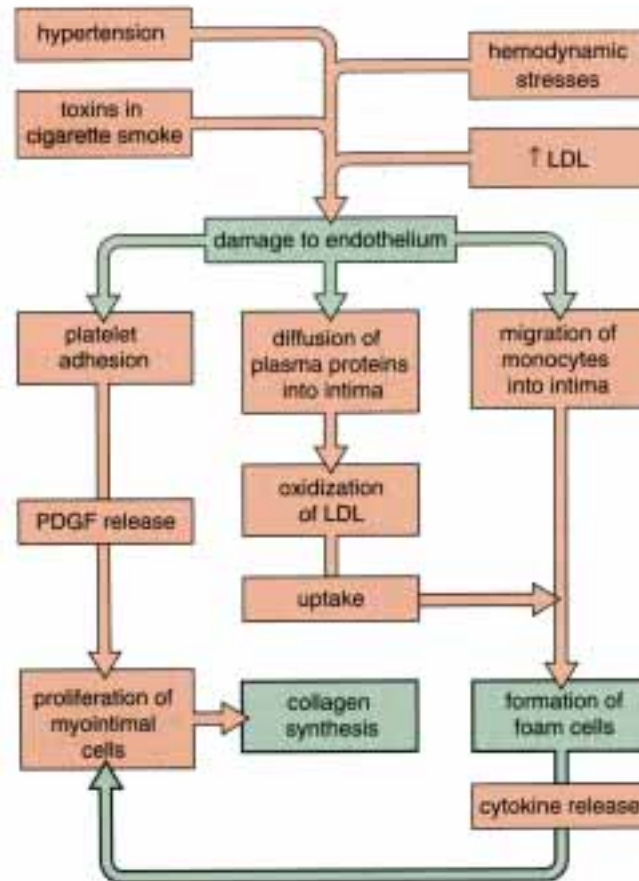 hypertension
hemodynamic
stresses
toxins in
cigarette smoke
↑ LDL
damage to endothelium
platelet
adhesion
diffusion of
plasma proteins
into intima
migration of
monocytes
into intima
oxidization
of LDL
PDGF release
uptake
proliferation of
myointimal
cells
collagen
synthesis
formation of
foam cells
cytokine release